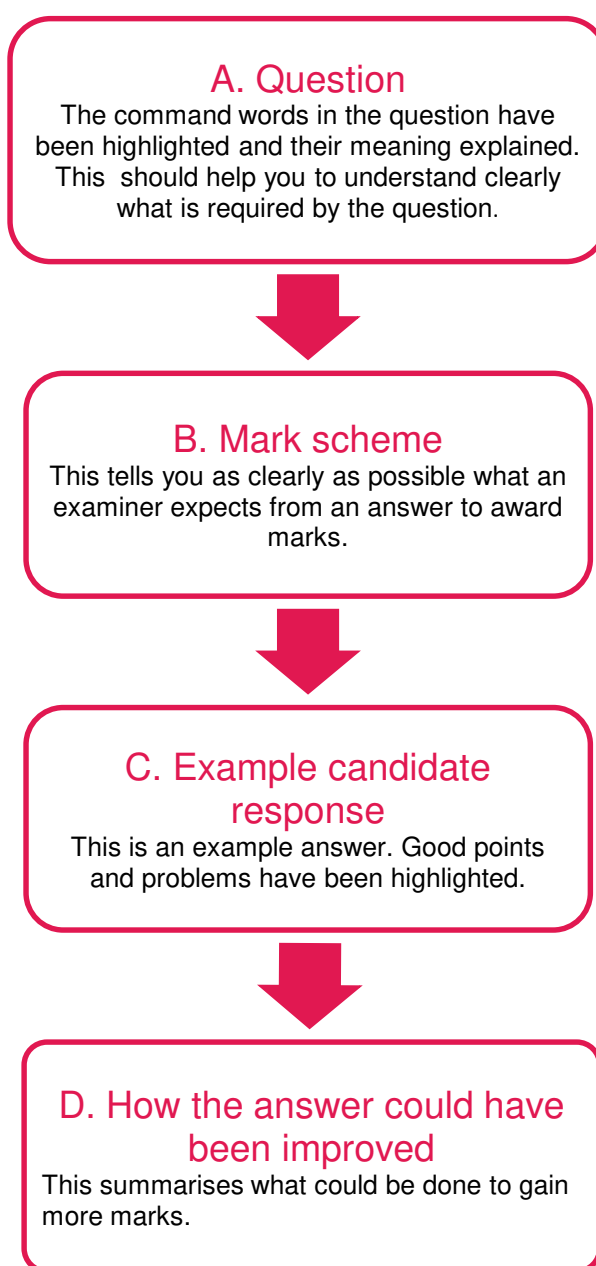 A. Question
The command words in the question have
been highlighted and their meaning explained.
This should help you to understand clearly
what is required by the question.
B. Mark scheme
This tells you as clearly as possible what an
examiner expects from an answer to award
marks.
C. Example candidate
response
This is an example answer. Good points
and problems have been highlighted.
D. How the answer could have
been improved
This summarises what could be done to gain
more marks.